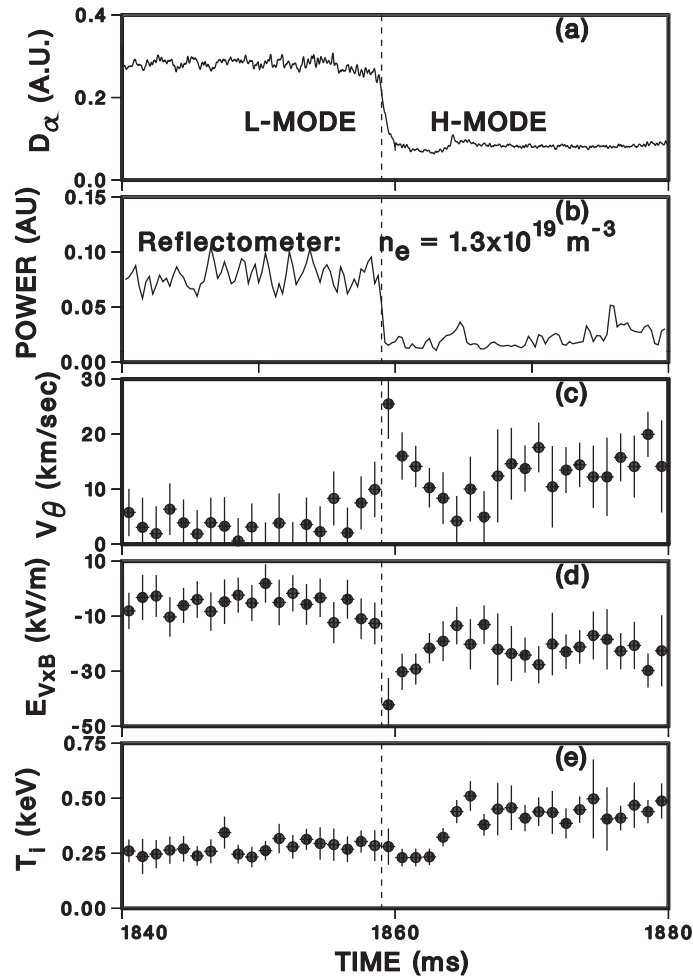 (a)
0.4
0.2
0.0
Dα (A.U.)
L-MODE H-MODE
(b)
0.15
0.10
0.05
0.00
POWER (AU)
Reflectometer: nₑ = 1.3x10¹⁹ m⁻³
(c)
30
20
10
0
Vθ (km/sec)
(d)
10
-10
-30
-50
EVxB (kV/m)
(e)
0.75
0.50
0.25
0.00
Ti (keV)
1840 1860 1880
TIME (ms)